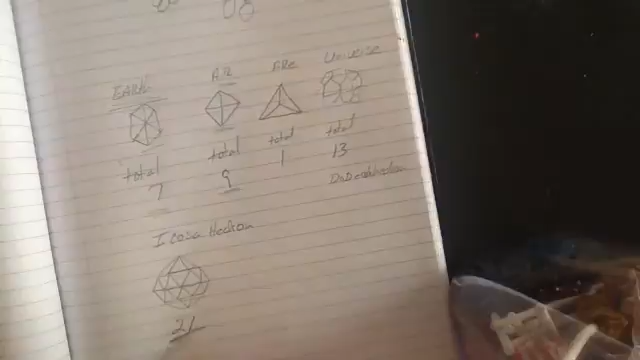 EARTH AIR FIRE UNIVERSE
total total total total
7 9 1 13
DoDecahedron
Icosa Hedron
21